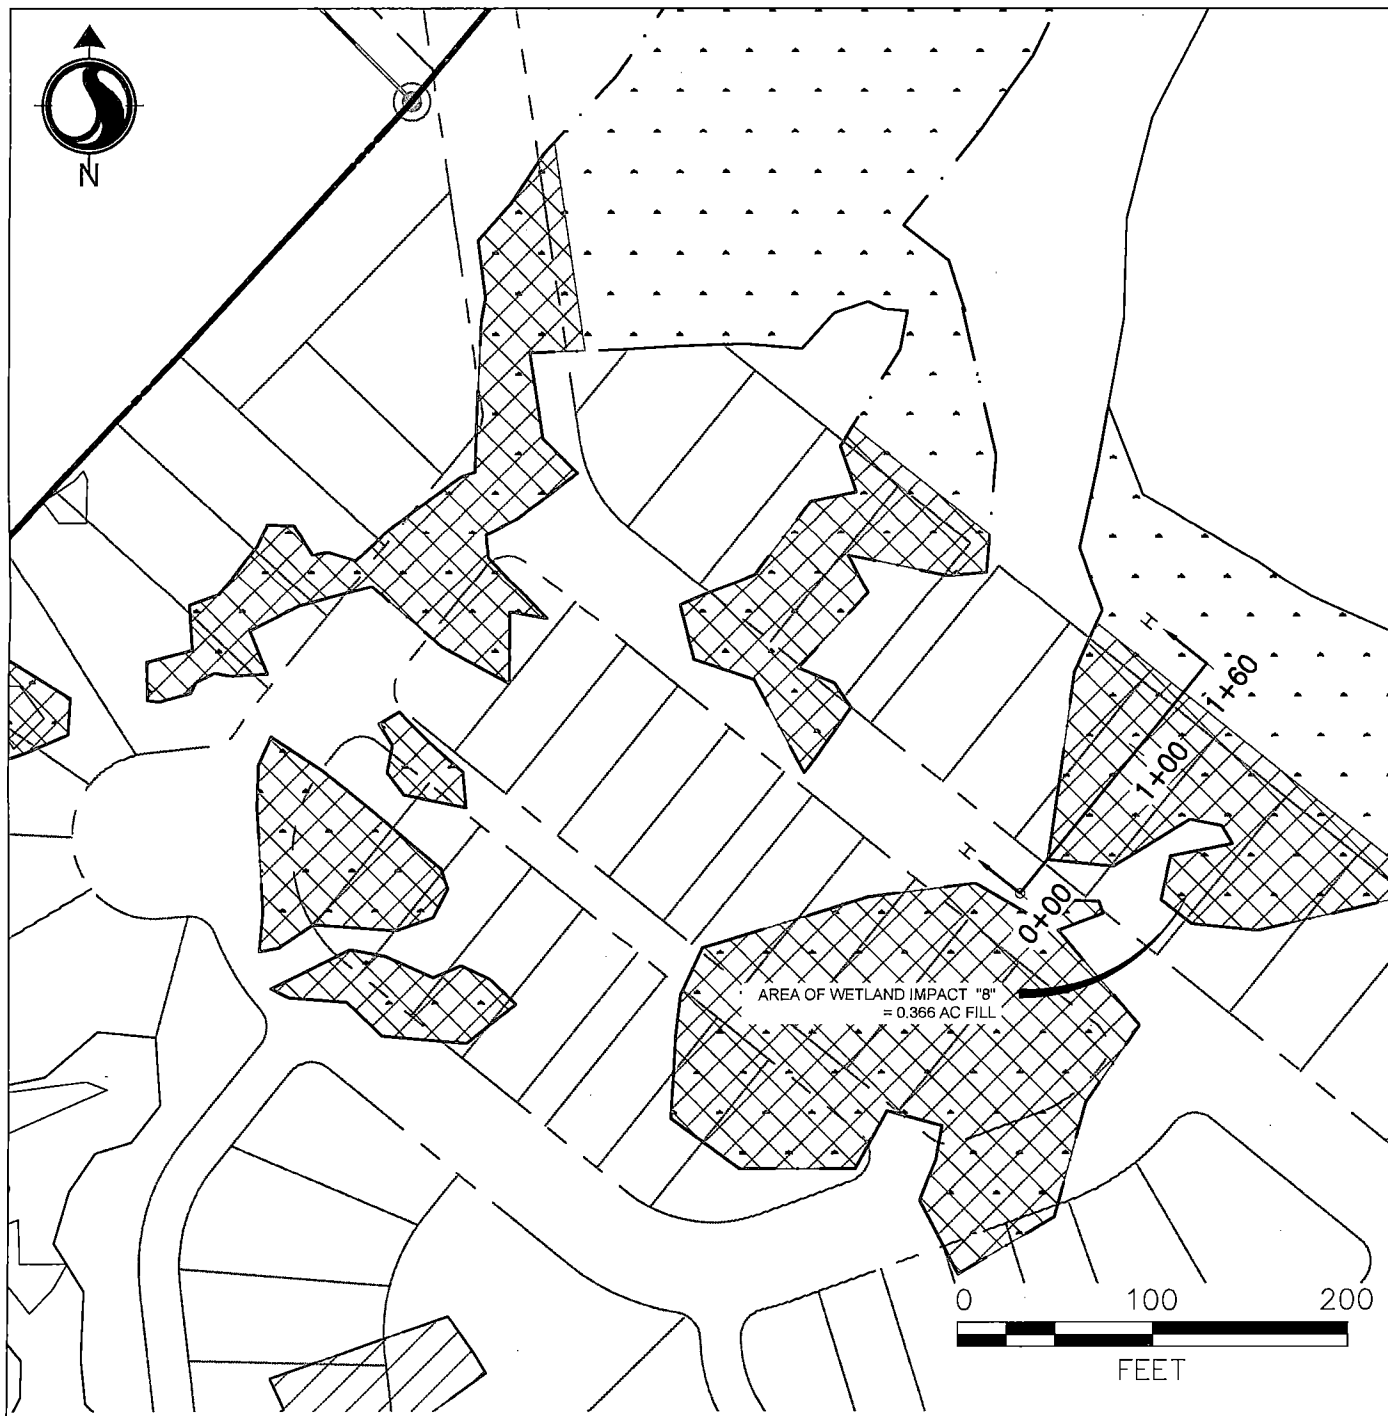 N
H
1+60
1+00
H
0+00
AREA OF WETLAND IMPACT "8"
= 0.366 AC FILL
0 100 200
FEET